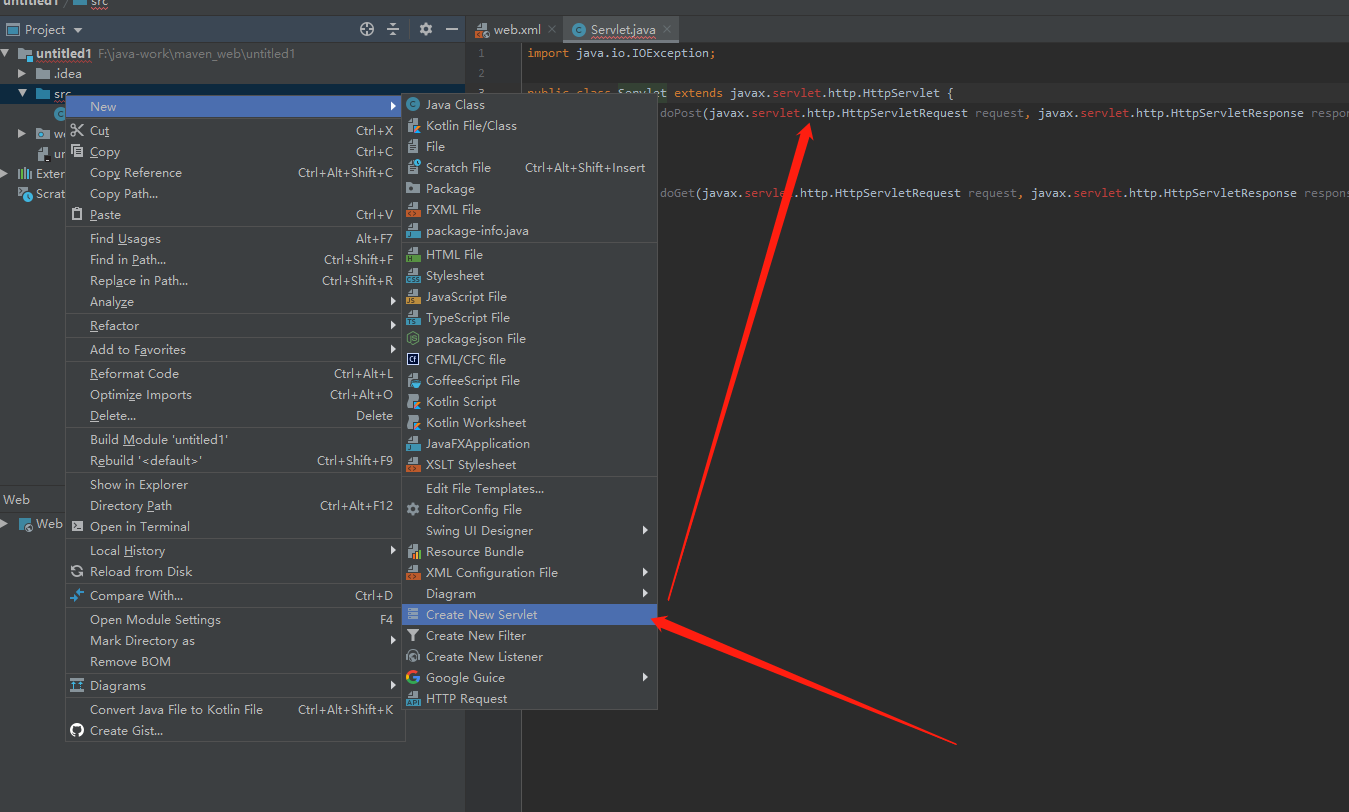 untitled1 / src
Project
untitled1 F:\java-work\maven_web\untitled1
.idea
src
Exter
Scrat
Web
Web
New
Cut Ctrl+X
Copy Ctrl+C
Copy Reference Ctrl+Alt+Shift+C
Copy Path...
Paste Ctrl+V
Find Usages Alt+F7
Find in Path... Ctrl+Shift+F
Replace in Path... Ctrl+Shift+R
Analyze
Refactor
Add to Favorites
Reformat Code Ctrl+Alt+L
Optimize Imports Ctrl+Alt+O
Delete... Delete
Build Module 'untitled1'
Rebuild '<default>' Ctrl+Shift+F9
Show in Explorer
Directory Path Ctrl+Alt+F12
Open in Terminal
Local History
Reload from Disk
Compare With... Ctrl+D
Open Module Settings F4
Mark Directory as
Remove BOM
Diagrams
Convert Java File to Kotlin File Ctrl+Alt+Shift+K
Create Gist...
Java Class
Kotlin File/Class
File
Scratch File Ctrl+Alt+Shift+Insert
Package
FXML File
package-info.java
HTML File
Stylesheet
JavaScript File
TypeScript File
package.json File
CFML/CFC file
CoffeeScript File
Kotlin Script
Kotlin Worksheet
JavaFXApplication
XSLT Stylesheet
Edit File Templates...
EditorConfig File
Swing UI Designer
Resource Bundle
XML Configuration File
Diagram
Create New Servlet
Create New Filter
Create New Listener
Google Guice
HTTP Request
web.xml Servlet.java
1 import java.io.IOException;
2
3 public class Servlet extends javax.servlet.http.HttpServlet {
doPost(javax.servlet.http.HttpServletRequest request, javax.servlet.http.HttpServletResponse respon
doGet(javax.servlet.http.HttpServletRequest request, javax.servlet.http.HttpServletResponse respons